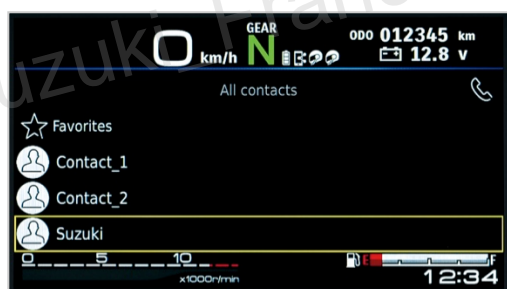 Suzuki_Franc
GEAR
0 km/h N
ODO 012345 km
12.8 V
All contacts
Favorites
Contact_1
Contact_2
Suzuki
0 5 10
x1000r/min
E F
12:34